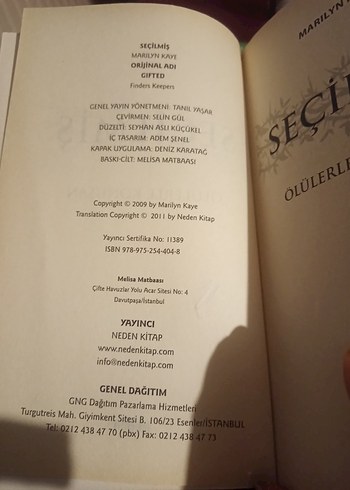 SEÇİLMİŞ
MARILYN KAYE
ORİJİNAL ADI
GIFTED
Finders Keepers
GENEL YAYIN YÖNETMENİ: TANIL YAŞAR
ÇEVİRMEN: SELİN GÜL
DÜZELTİ: SEYHAN ASLI KÜÇÜKEL
İÇ TASARIM: ADEM ŞENEL
KAPAK UYGULAMA: DENİZ KARATAĞ
BASKI-CİLT: MELİSA MATBAASI
Copyright © 2009 by Marilyn Kaye
Translation Copyright © 2011 by Neden Kitap
Yayıncı Sertifika No: 11389
ISBN 978-975-254-404-8
Melisa Matbaası
Çifte Havuzlar Yolu Acar Sitesi No: 4
Davutpaşa/İstanbul
YAYINCI
NEDEN KİTAP
www.nedenkitap.com
info@nedenkitap.com
GENEL DAĞITIM
GNG Dağıtım Pazarlama Hizmetleri
Turgutreis Mah. Giyimkent Sitesi B. 106/23 Esenler/İSTANBUL
Tel: 0212 438 47 70 (pbx) Fax: 0212 438 47 73
MARILYN
SEÇİ
ÖLÜLERLE